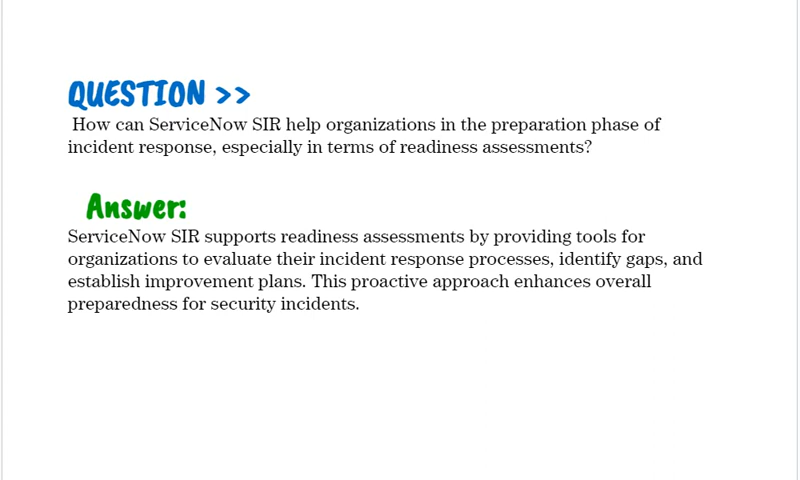 QUESTION >>
How can ServiceNow SIR help organizations in the preparation phase of
incident response, especially in terms of readiness assessments?
Answer:
ServiceNow SIR supports readiness assessments by providing tools for
organizations to evaluate their incident response processes, identify gaps, and
establish improvement plans. This proactive approach enhances overall
preparedness for security incidents.